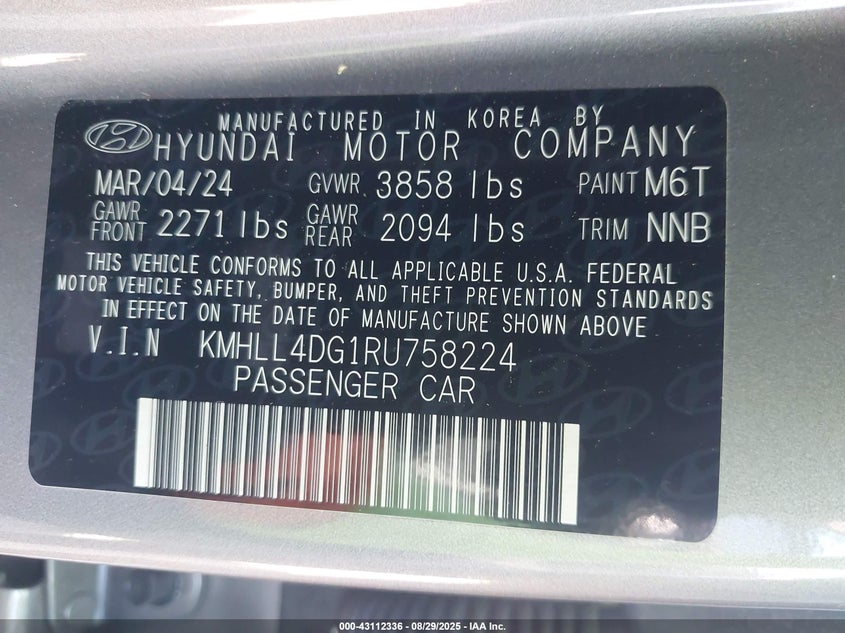 MANUFACTURED IN KOREA BY
HYUNDAI MOTOR COMPANY
MAR/04/24 GVWR 3858 lbs PAINT M6T
GAWR FRONT 2271 lbs GAWR REAR 2094 lbs TRIM NNB
THIS VEHICLE CONFORMS TO ALL APPLICABLE U.S.A. FEDERAL
MOTOR VEHICLE SAFETY, BUMPER, AND THEFT PREVENTION STANDARDS
IN EFFECT ON THE DATE OF MANUFACTURE SHOWN ABOVE
V.I.N KMHLL4DG1RU758224
PASSENGER CAR
000-43112336 - 08/29/2025 - IAA Inc.